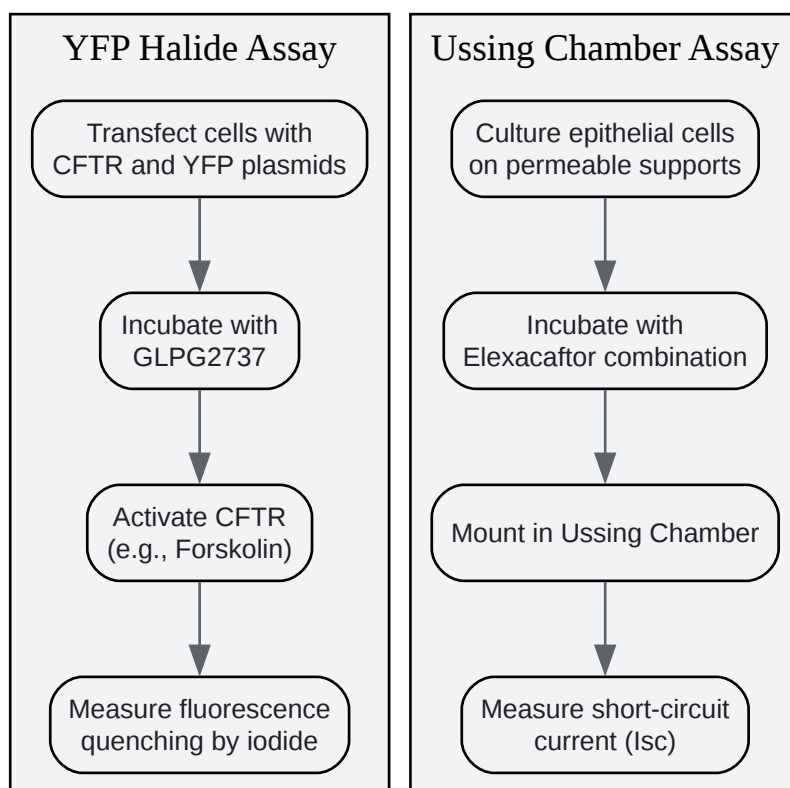 YFP Halide Assay
Transfect cells with
CFTR and YFP plasmids
Incubate with
GLPG2737
Activate CFTR
(e.g., Forskolin)
Measure fluorescence
quenching by iodide
Ussing Chamber Assay
Culture epithelial cells
on permeable supports
Incubate with
Elexacaftor combination
Mount in Ussing Chamber
Measure short-circuit
current (Isc)